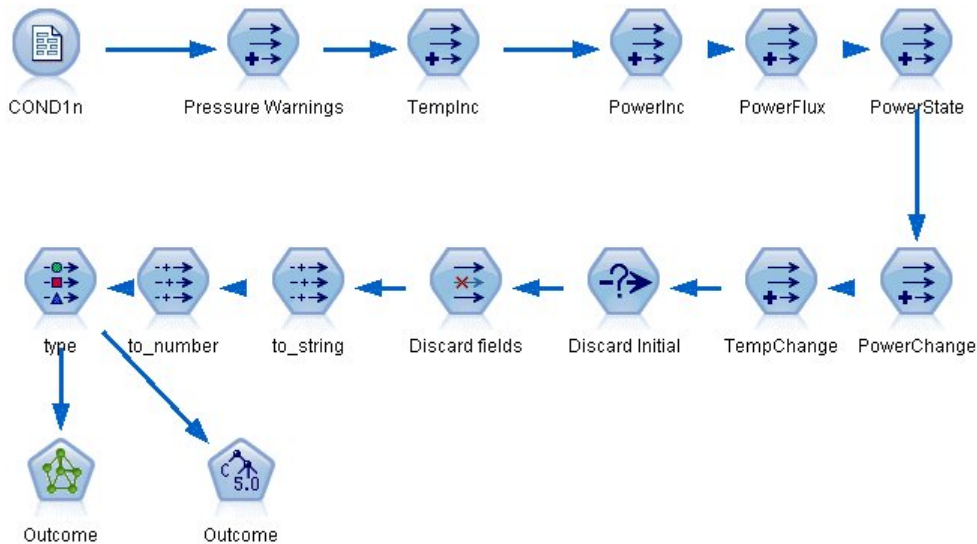 COND1n
Pressure Warnings
TempInc
PowerInc
PowerFlux
PowerState
type
to_number
to_string
Discard fields
Discard Initial
TempChange
PowerChange
C 5.0
Outcome
Outcome